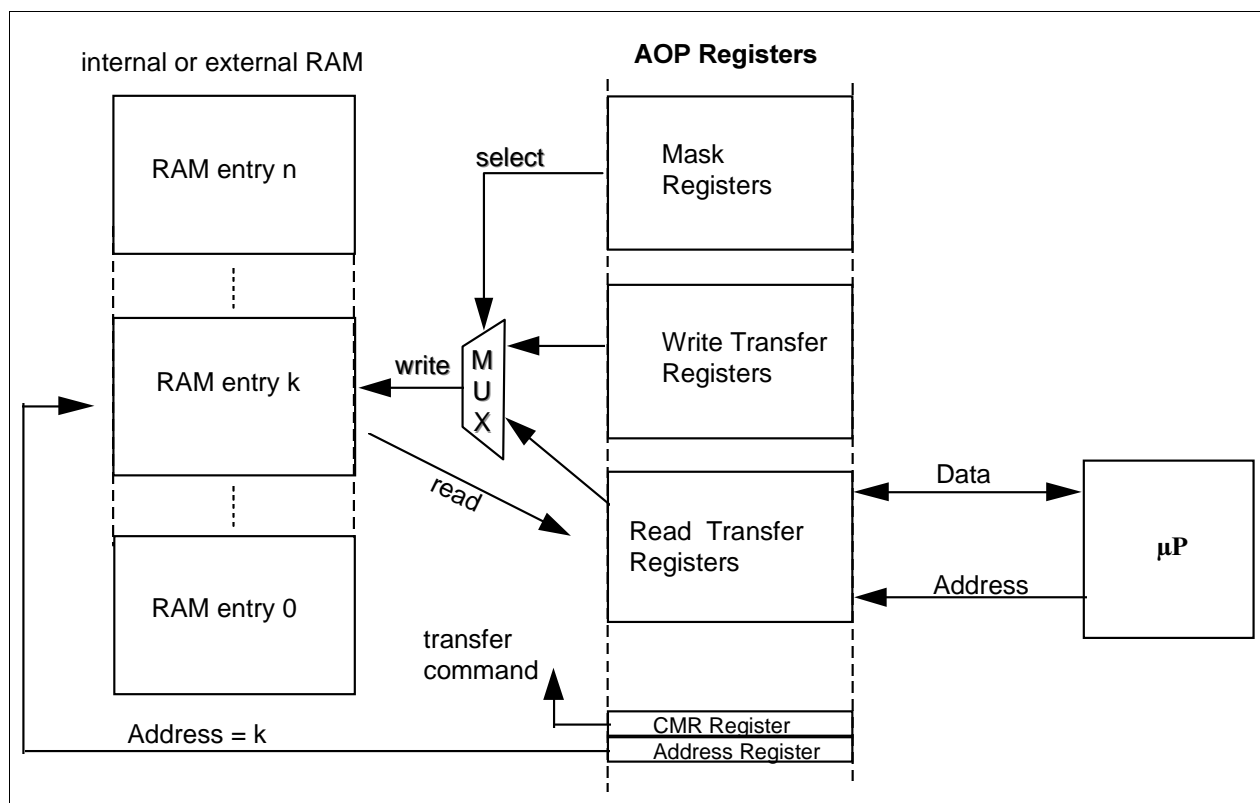 internal or external RAM
AOP Registers
RAM entry n
select
Mask
Registers
RAM entry k
write
M
U
X
Write Transfer
Registers
read
Data
Read Transfer
Registers
µP
Address
RAM entry 0
transfer
command
CMR Register
Address = k
Address Register